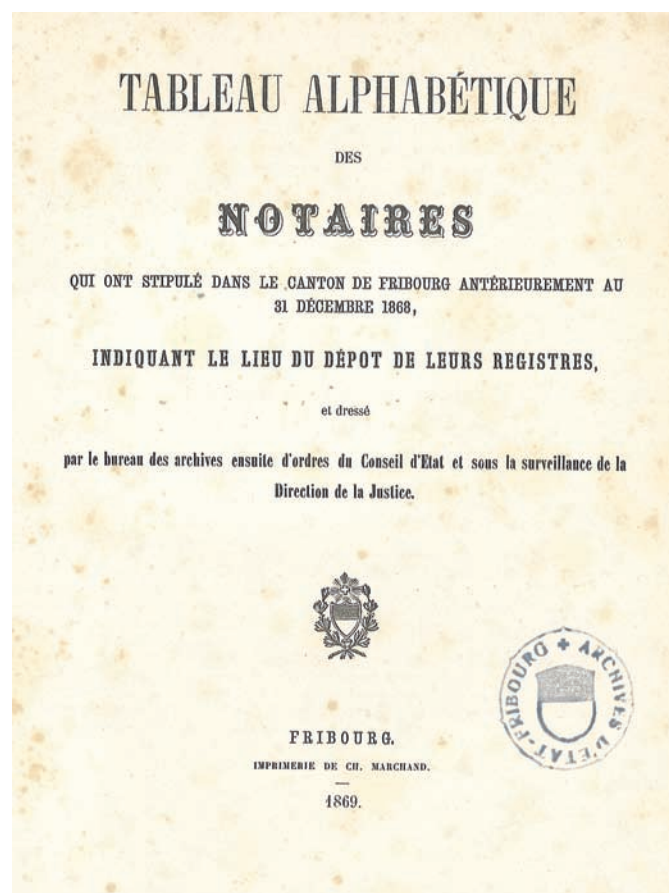 TABLEAU ALPHABÉTIQUE
DES
NOTAIRES
QUI ONT STIPULÉ DANS LE CANTON DE FRIBOURG ANTÉRIEUREMENT AU
31 DÉCEMBRE 1868,
INDIQUANT LE LIEU DU DÉPOT DE LEURS REGISTRES,
et dressé
par le bureau des archives ensuite d'ordres du Conseil d'Etat et sous la surveillance de la
Direction de la Justice.
ARCHIVES D'ETAT-FRIBOURG
FRIBOURG.
IMPRIMERIE DE CH. MARCHAND.
1869.